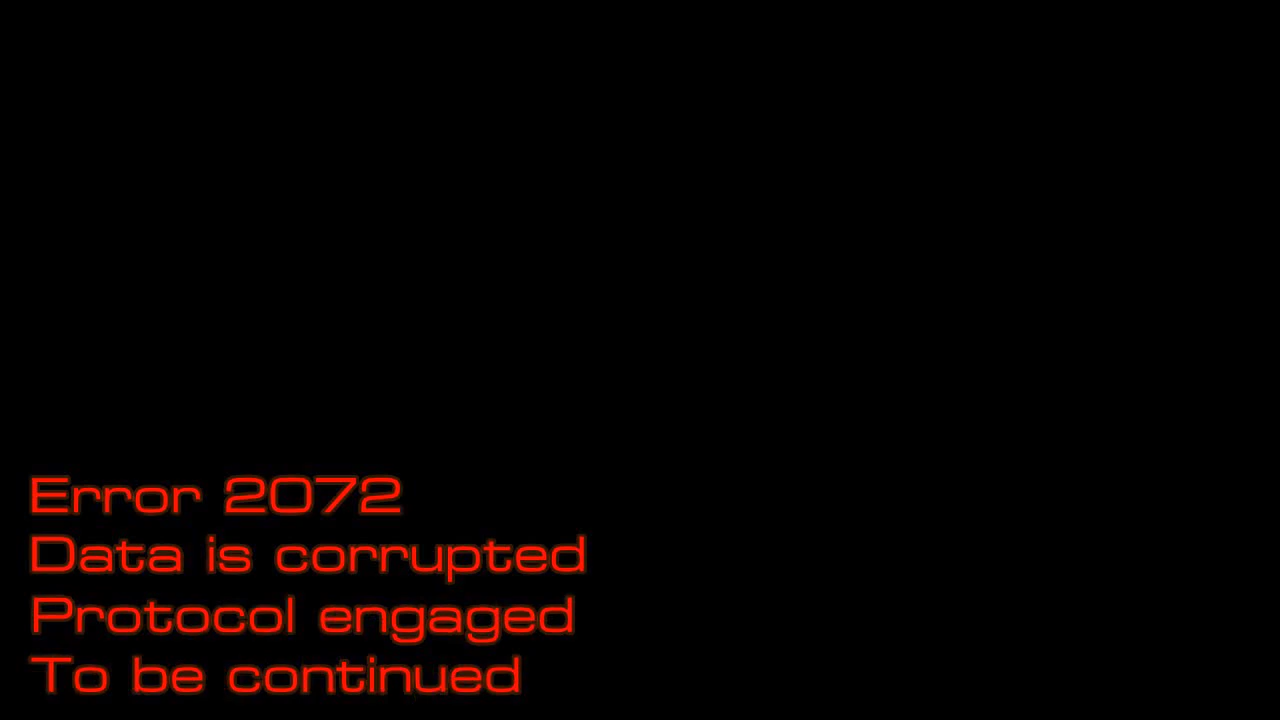 Error 2072
Data is corrupted
Protocol engaged
To be continued